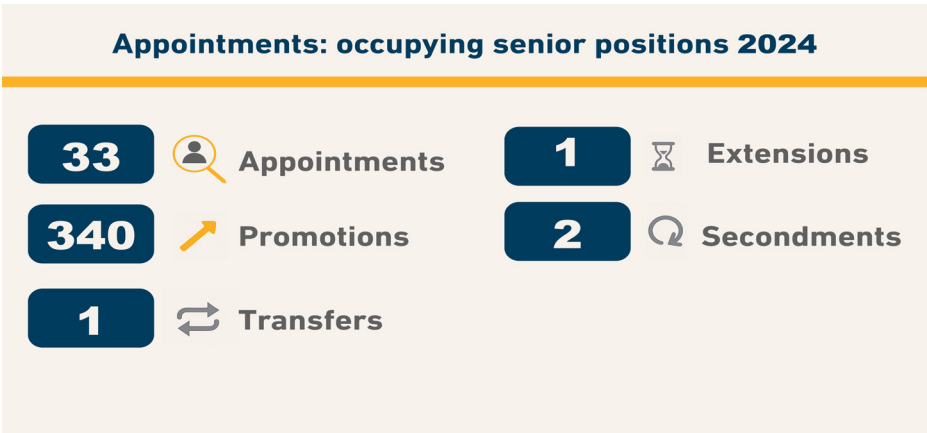 Appointments: occupying senior positions 2024
33 Appointments
340 Promotions
1 Transfers
1 Extensions
2 Secondments